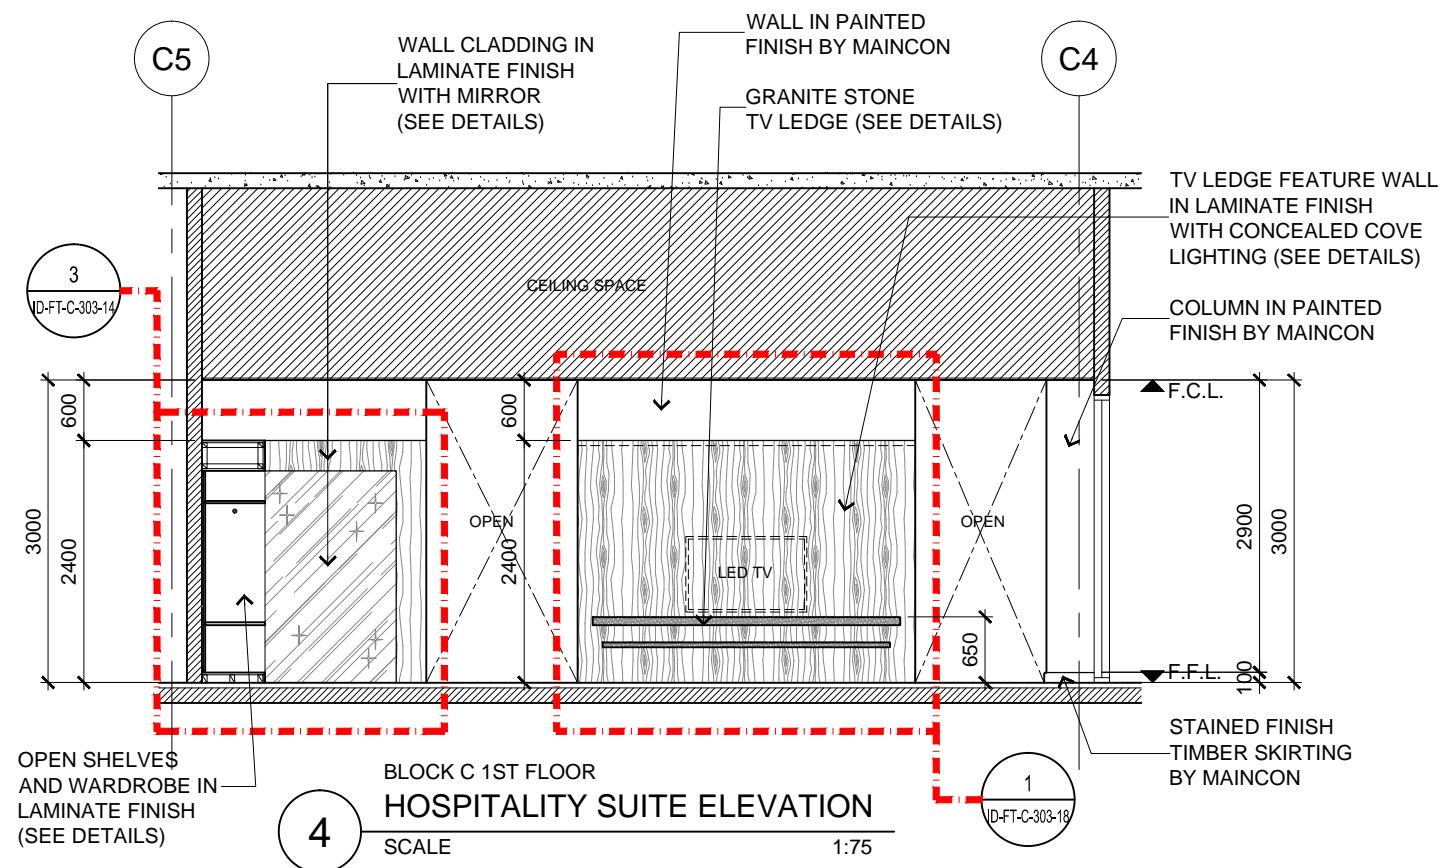 C5
C4
WALL CLADDING IN
LAMINATE FINISH
WITH MIRROR
(SEE DETAILS)
WALL IN PAINTED
FINISH BY MAINCON
GRANITE STONE
TV LEDGE (SEE DETAILS)
TV LEDGE FEATURE WALL
IN LAMINATE FINISH
WITH CONCEALED COVE
LIGHTING (SEE DETAILS)
3
ID-FT-C-303-14
CEILING SPACE
COLUMN IN PAINTED
FINISH BY MAINCON
F.C.L.
600
600
3000
2400
OPEN
2400
OPEN
LED TV
650
2900
3000
100
F.F.L.
OPEN SHELVES
AND WARDROBE IN
LAMINATE FINISH
(SEE DETAILS)
STAINED FINISH
TIMBER SKIRTING
BY MAINCON
1
ID-FT-C-303-18
4
BLOCK C 1ST FLOOR
HOSPITALITY SUITE ELEVATION
SCALE 1:75